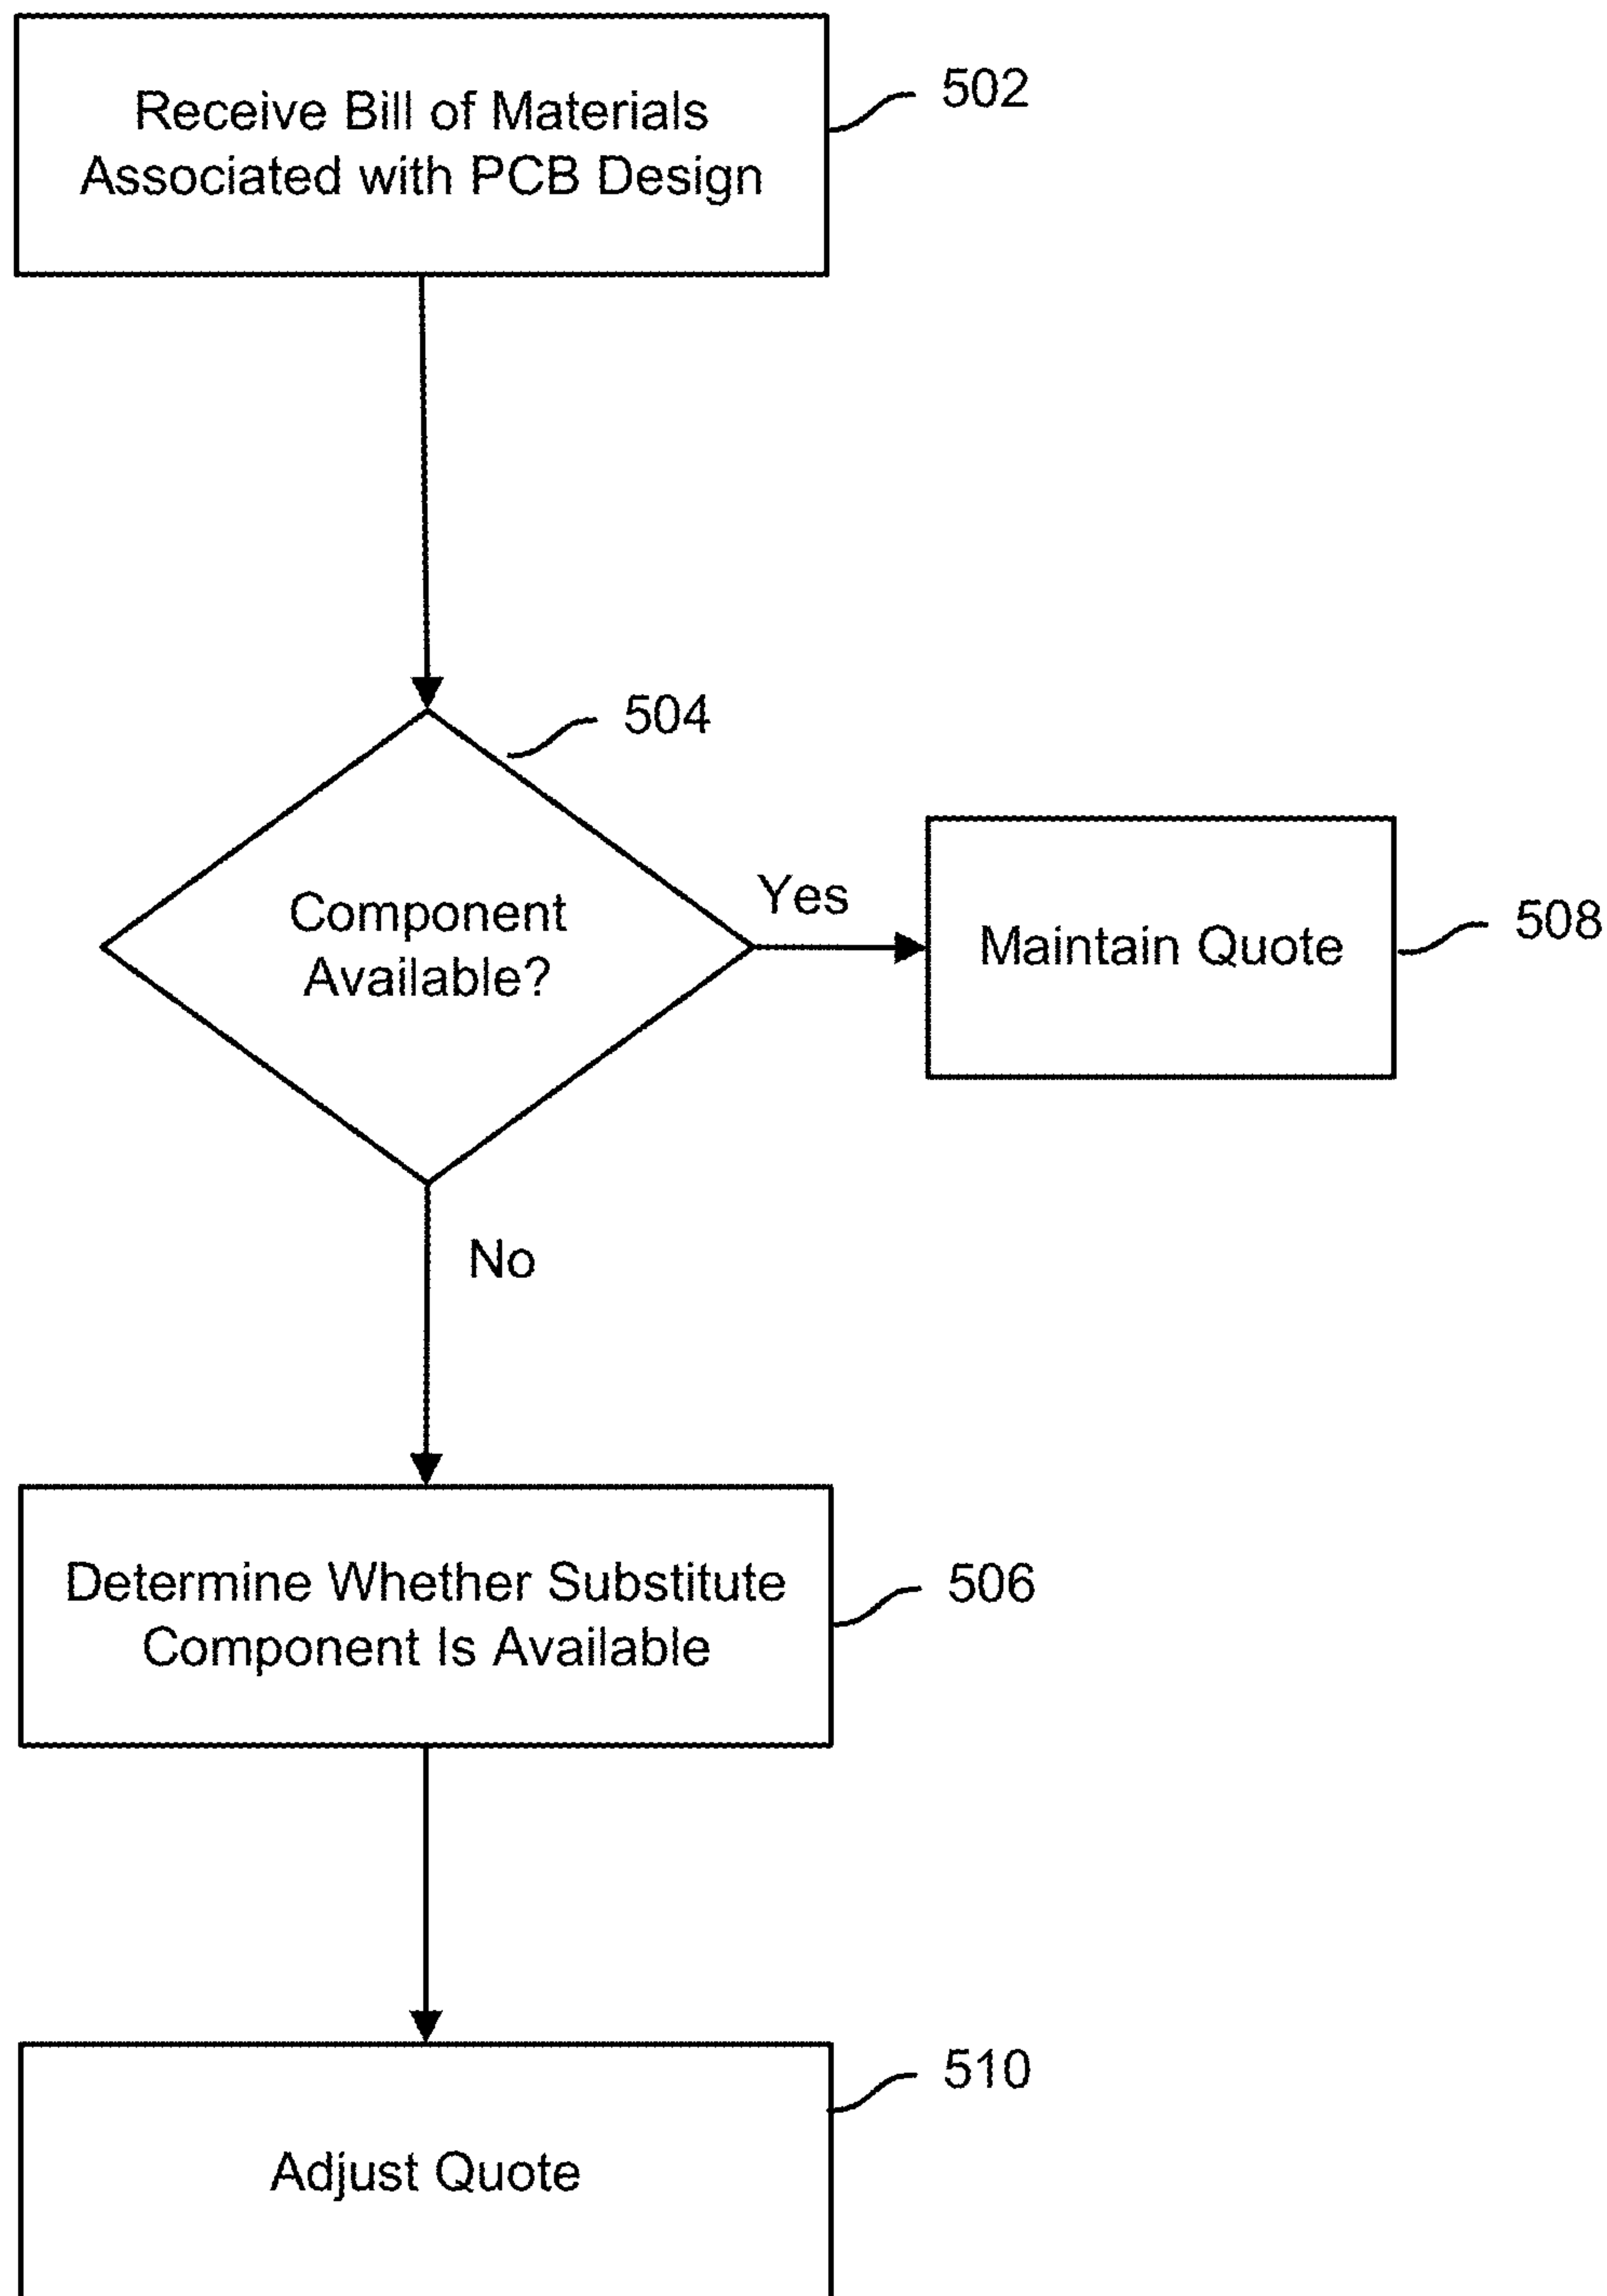 Receive Bill of Materials
Associated with PCB Design
502
504
Component
Available?
Yes
Maintain Quote
508
No
Determine Whether Substitute
Component Is Available
506
510
Adjust Quote